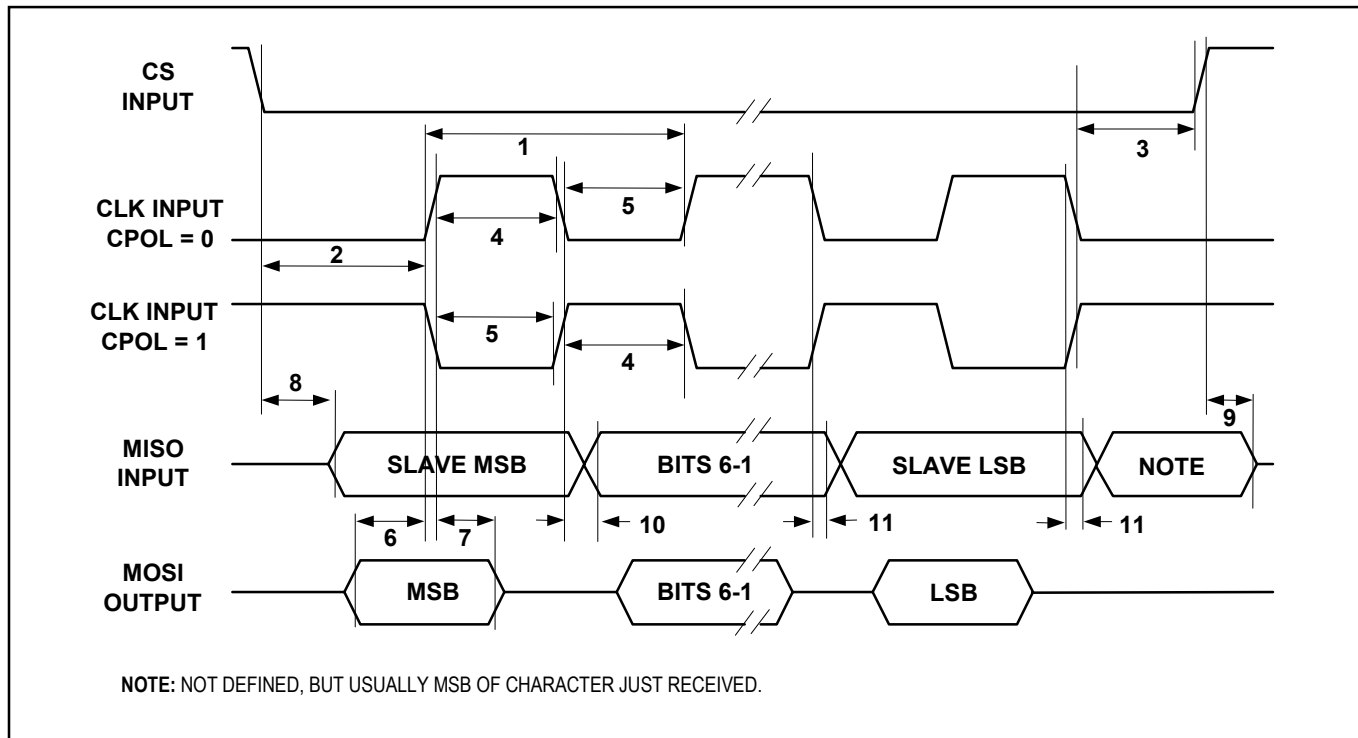 CS
INPUT
3
1
CLK INPUT
CPOL = 0
5
4
2
CLK INPUT
CPOL = 1
5
4
8
9
MISO
INPUT
SLAVE MSB
BITS 6-1
SLAVE LSB
NOTE
6
7
10
11
11
MOSI
OUTPUT
MSB
BITS 6-1
LSB
NOTE: NOT DEFINED, BUT USUALLY MSB OF CHARACTER JUST RECEIVED.